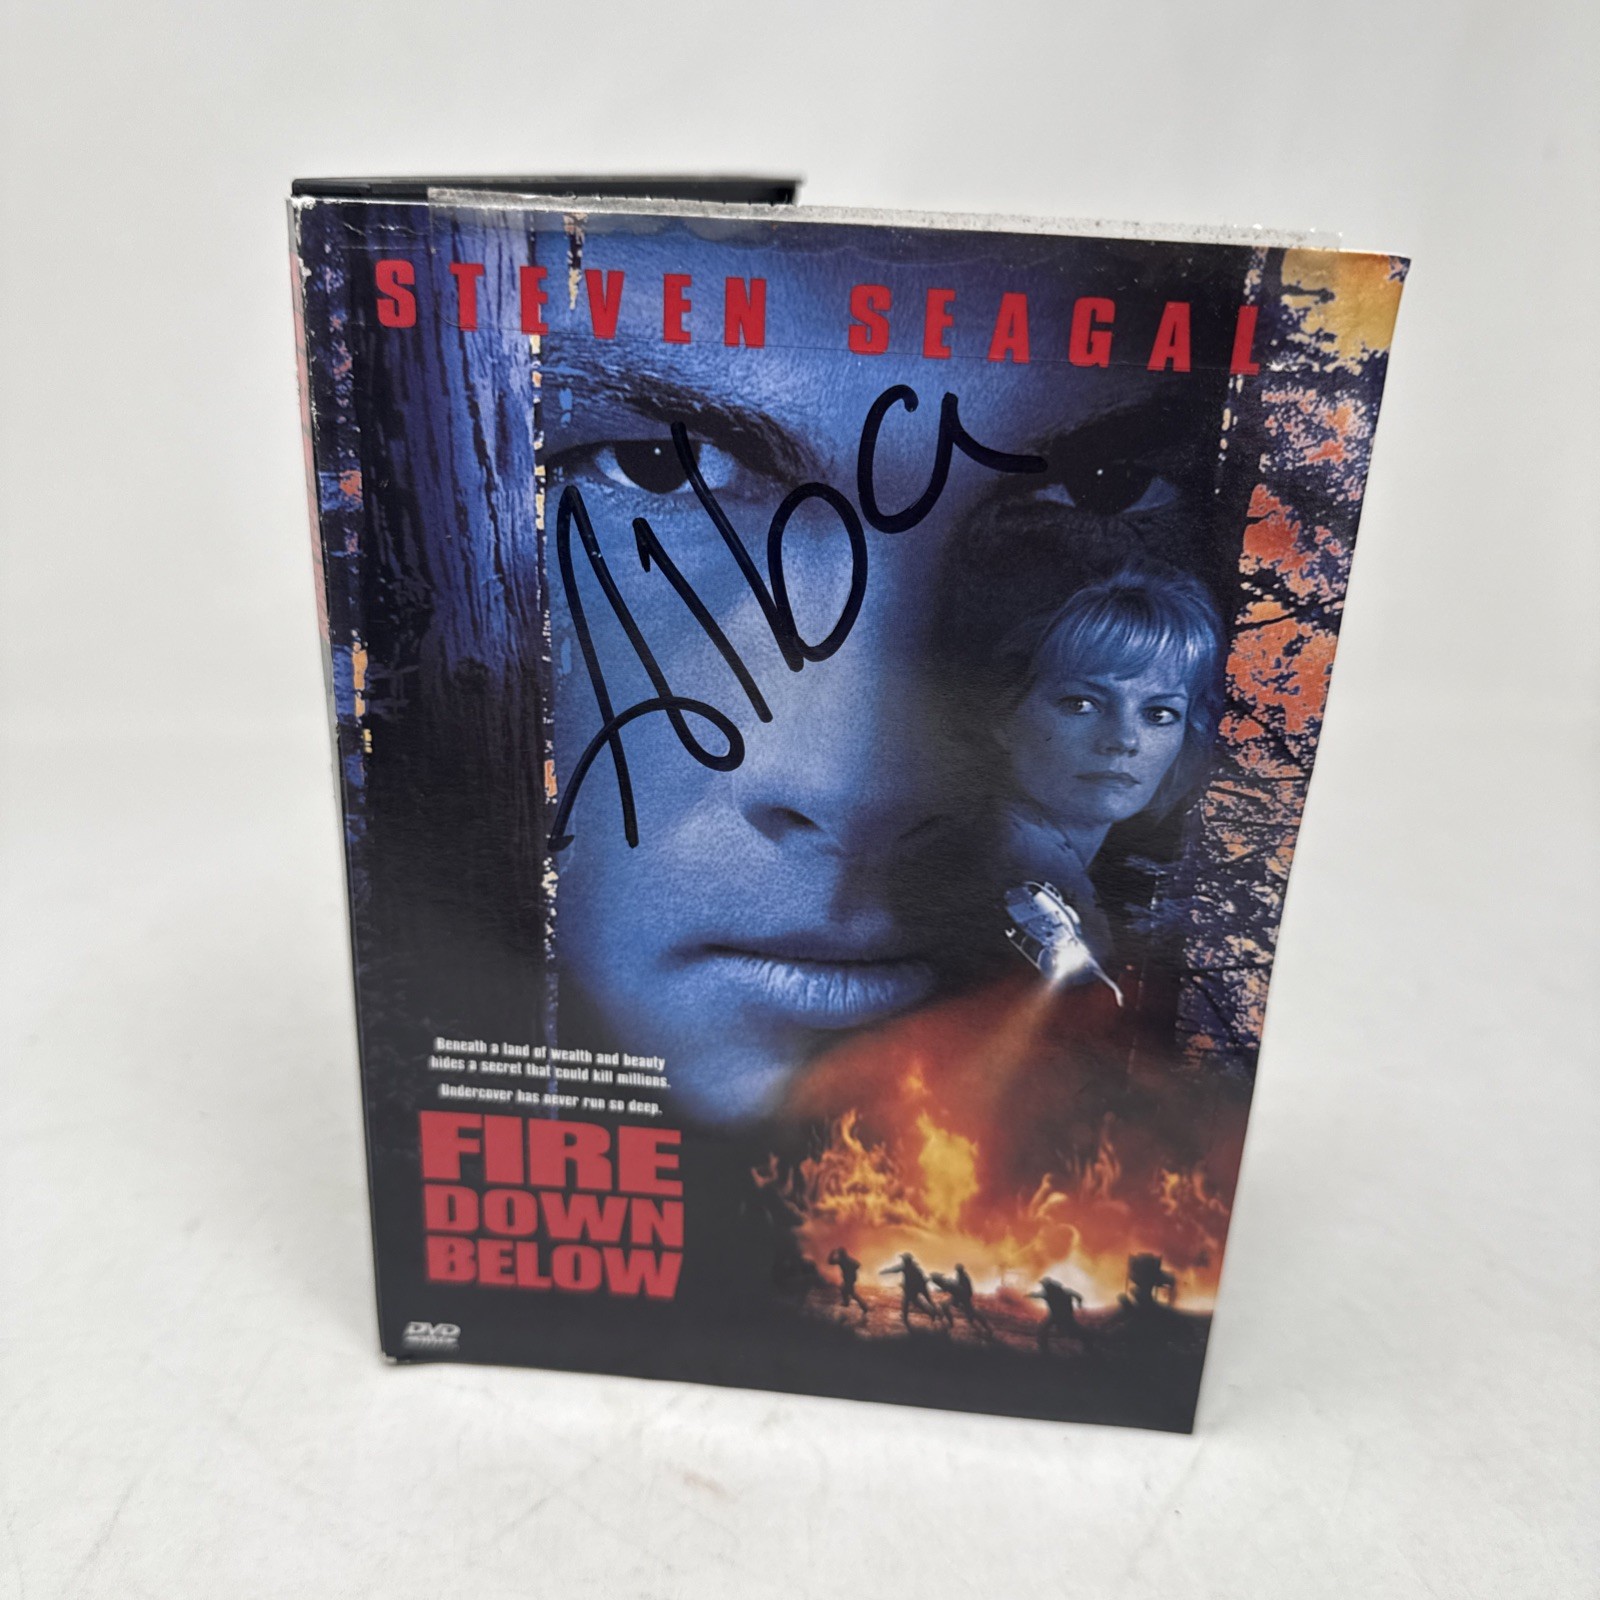 STEVEN SEAGAL
Alba
Beneath a land of wealth and beauty
hides a secret that could kill millions.
Undercover has never run so deep.
FIRE
DOWN
BELOW
DVD